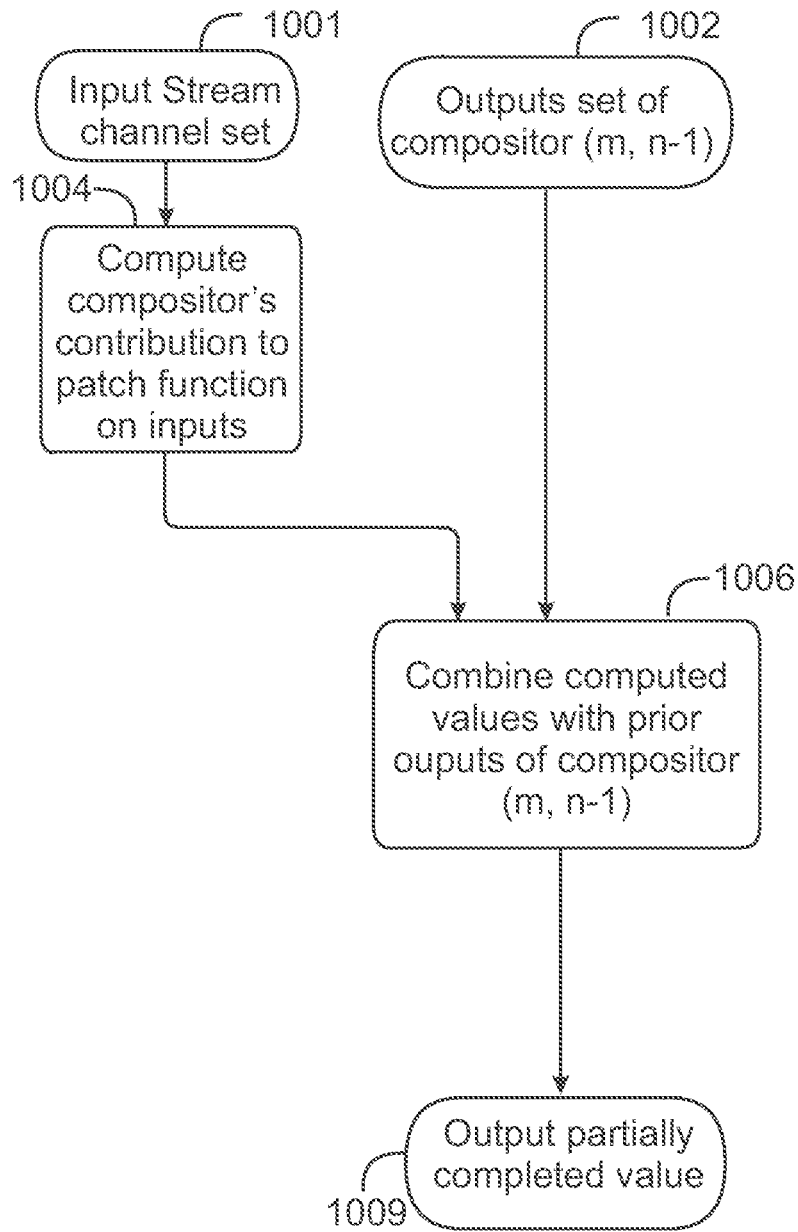 1001
Input Stream
channel set
1002
Outputs set of
compositor (m, n-1)
1004
Compute
compositor's
contribution to
patch function
on inputs
1006
Combine computed
values with prior
ouputs of compositor
(m, n-1)
Output partially
completed value
1009